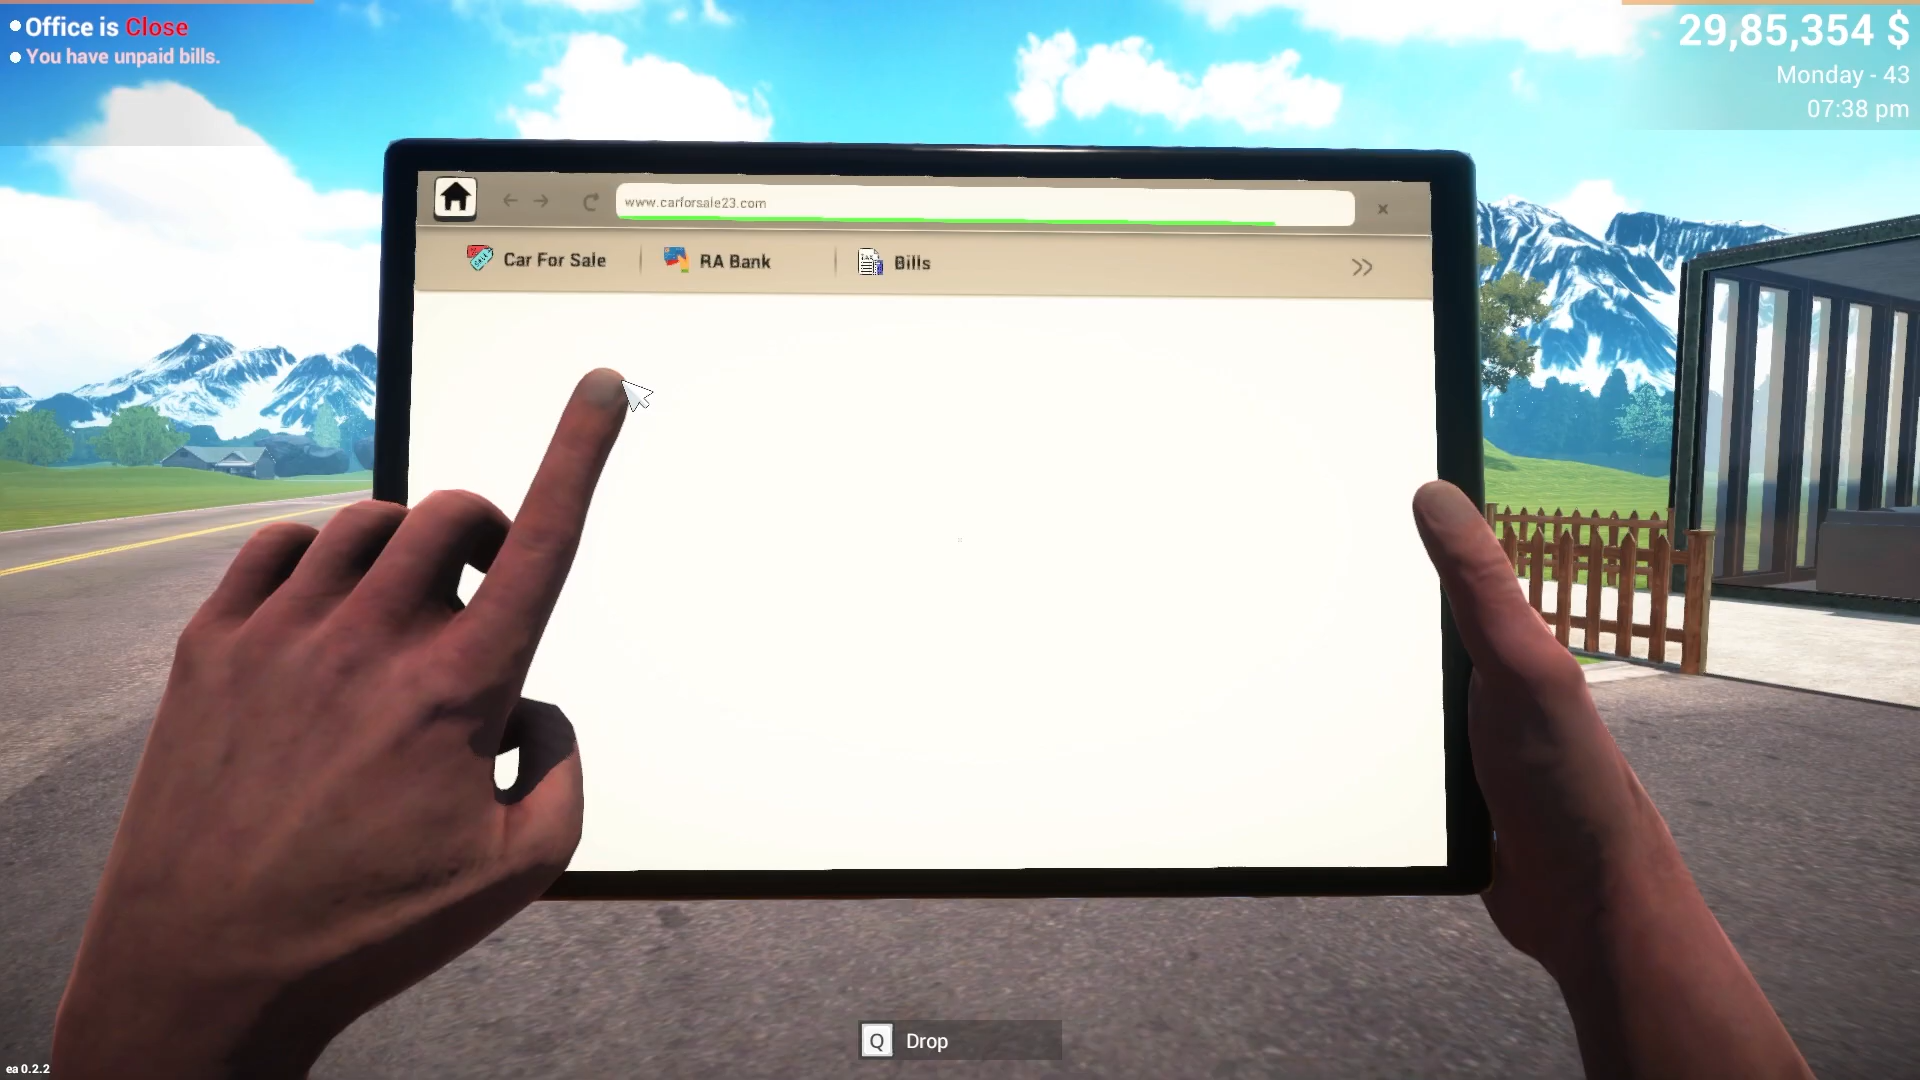 Office is Close
You have unpaid bills.
29,85,354 $
Monday - 43
07:38 pm
www.carforsale23.com
Car For Sale
RA Bank
Bills
Q Drop
ea 0.2.2